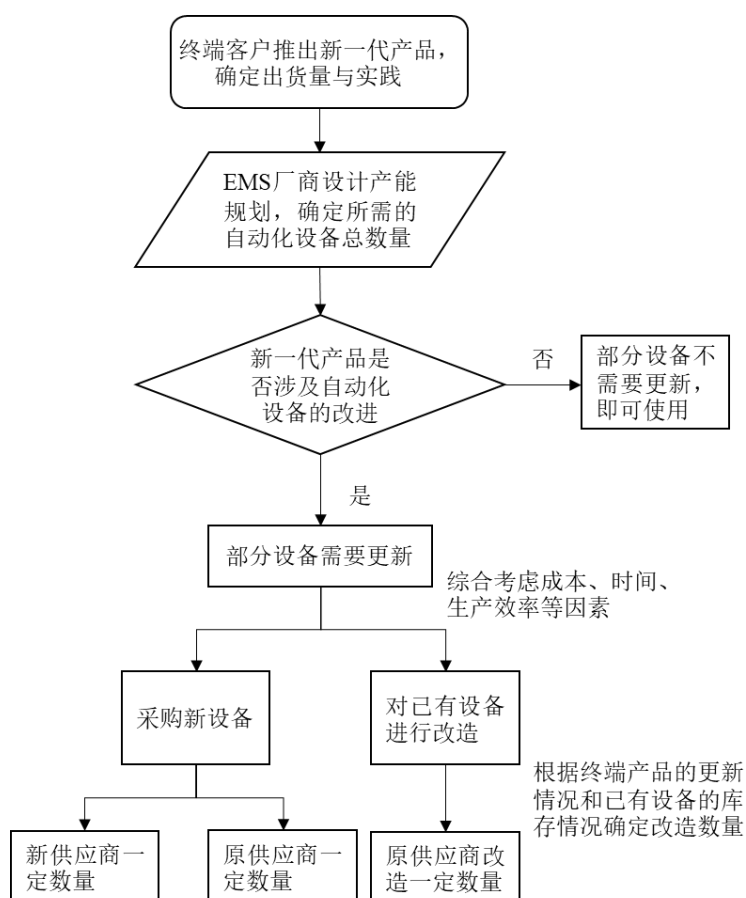 终端客户推出新一代产品，
确定出货量与实践
EMS厂商设计产能
规划，确定所需的
自动化设备总数量
新一代产品是
否涉及自动化
设备的改进
否
部分设备不
需要更新，
即可使用
是
部分设备需要更新
综合考虑成本、时间、
生产效率等因素
采购新设备
对已有设备
进行改造
根据终端产品的更新
情况和已有设备的库
存情况确定改造数量
新供应商一
定数量
原供应商一
定数量
原供应商改
造一定数量